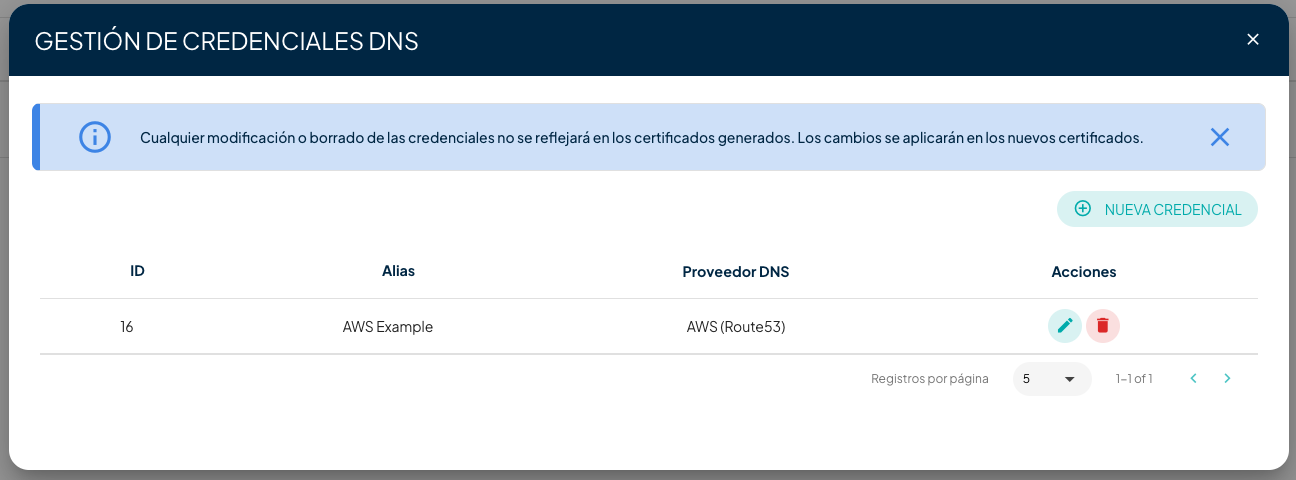 GESTIÓN DE CREDENCIALES DNS
Cualquier modificación o borrado de las credenciales no se reflejará en los certificados generados. Los cambios se aplicarán en los nuevos certificados.
NUEVA CREDENCIAL
ID Alias Proveedor DNS Acciones
16 AWS Example AWS (Route53)
Registros por página 5 1–1 of 1